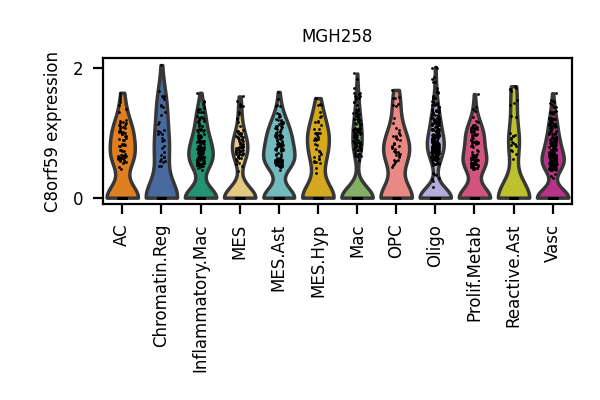 MGH258
C8orf59 expression
2
0
AC
Chromatin.Reg
Inflammatory.Mac
MES
MES.Ast
MES.Hyp
Mac
OPC
Oligo
Prolif.Metab
Reactive.Ast
Vasc